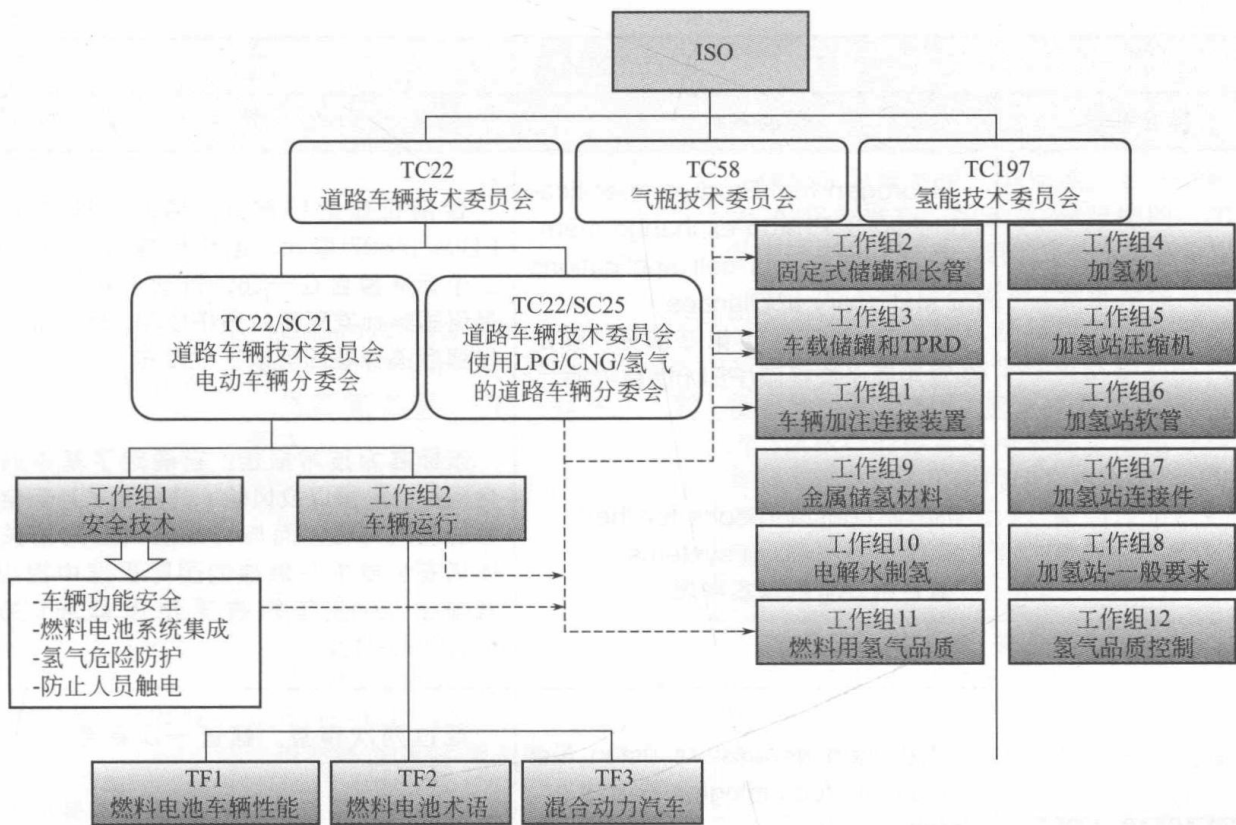 ISO
TC22
道路车辆技术委员会
TC58
气瓶技术委员会
TC197
氢能技术委员会
TC22/SC21
道路车辆技术委员会
电动车辆分委会
TC22/SC25
道路车辆技术委员会
使用LPG/CNG/氢气
的道路车辆分委会
工作组2
固定式储罐和长管
工作组4
加氢机
工作组3
车载储罐和TPRD
工作组5
加氢站压缩机
工作组1
车辆加注连接装置
工作组6
加氢站软管
工作组9
金属储氢材料
工作组7
加氢站连接件
工作组10
电解水制氢
工作组8
加氢站-一般要求
工作组11
燃料用氢气品质
工作组12
氢气品质控制
工作组1
安全技术
工作组2
车辆运行
-车辆功能安全
-燃料电池系统集成
-氢气危险防护
-防止人员触电
TF1
燃料电池车辆性能
TF2
燃料电池术语
TF3
混合动力汽车